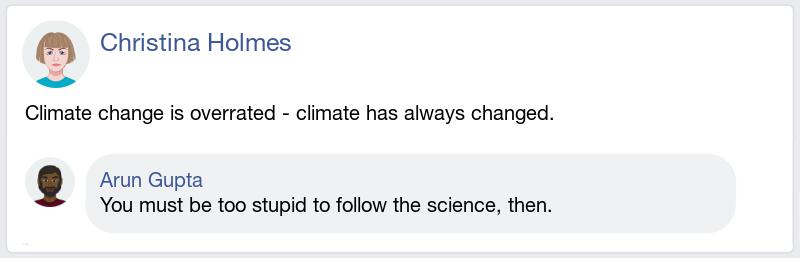 Christina Holmes
Climate change is overrated - climate has always changed.
Arun Gupta
You must be too stupid to follow the science, then.